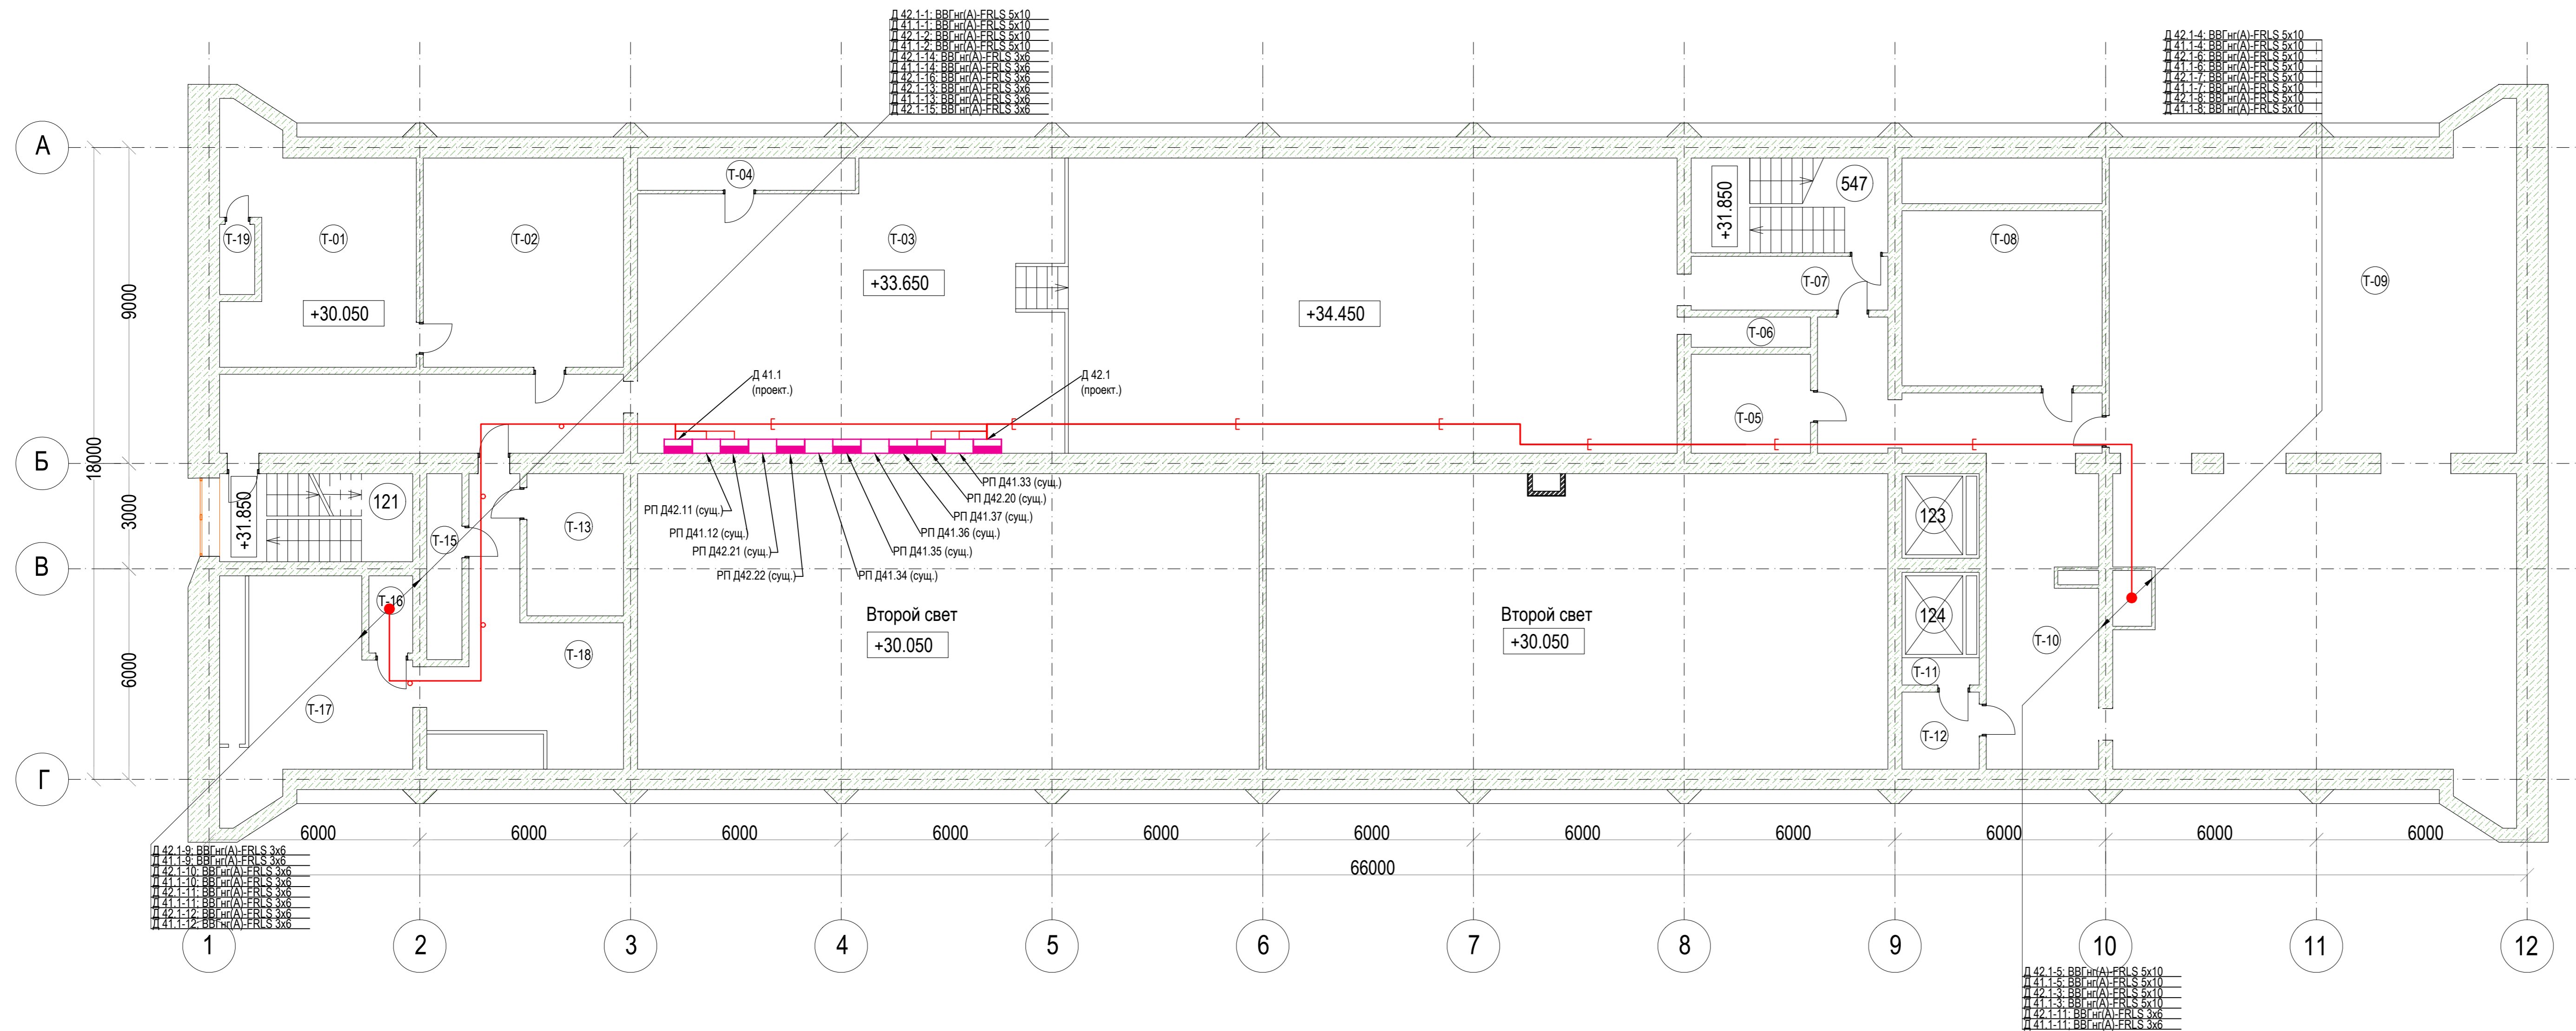 Д 42.1-1: ВВГнг(А)-FRLS 5x10
Д 41.1-1: ВВГнг(А)-FRLS 5x10
Д 42.1-2: ВВГнг(А)-FRLS 5x10
Д 41.1-2: ВВГнг(А)-FRLS 5x10
Д 42.1-14: ВВГнг(А)-FRLS 3x6
Д 41.1-14: ВВГнг(А)-FRLS 3x6
Д 42.1-16: ВВГнг(А)-FRLS 3x6
Д 42.1-13: ВВГнг(А)-FRLS 3x6
Д 41.1-13: ВВГнг(А)-FRLS 3x6
Д 42.1-15: ВВГнг(А)-FRLS 3x6
Д 42.1-4: ВВГнг(А)-FRLS 5x10
Д 41.1-4: ВВГнг(А)-FRLS 5x10
Д 42.1-6: ВВГнг(А)-FRLS 5x10
Д 41.1-6: ВВГнг(А)-FRLS 5x10
Д 42.1-7: ВВГнг(А)-FRLS 5x10
Д 41.1-7: ВВГнг(А)-FRLS 5x10
Д 42.1-8: ВВГнг(А)-FRLS 5x10
Д 41.1-8: ВВГнг(А)-FRLS 5x10
А
Б
В
Г
18000
9000
3000
6000
Т-19
Т-01
+30.050
Т-02
Т-04
Т-03
+33.650
+34.450
+31.850
547
Т-07
Т-06
Т-05
Т-08
Т-09
Д 41.1
(проект.)
Д 42.1
(проект.)
+31.850
121
Т-15
Т-13
Т-16
Т-18
Т-17
РП Д42.11 (сущ.)
РП Д41.12 (сущ.)
РП Д42.21 (сущ.)
РП Д42.22 (сущ.)
РП Д41.34 (сущ.)
РП Д41.35 (сущ.)
РП Д41.36 (сущ.)
РП Д41.37 (сущ.)
РП Д42.20 (сущ.)
РП Д41.33 (сущ.)
Второй свет
+30.050
Второй свет
+30.050
123
124
Т-11
Т-12
Т-10
6000
6000
6000
6000
6000
6000
6000
6000
6000
6000
6000
66000
Д 42.1-9: ВВГнг(А)-FRLS 3x6
Д 41.1-9: ВВГнг(А)-FRLS 3x6
Д 42.1-10: ВВГнг(А)-FRLS 3x6
Д 41.1-10: ВВГнг(А)-FRLS 3x6
Д 42.1-11: ВВГнг(А)-FRLS 3x6
Д 41.1-11: ВВГнг(А)-FRLS 3x6
Д 42.1-12: ВВГнг(А)-FRLS 3x6
Д 41.1-12: ВВГнг(А)-FRLS 3x6
1
2
3
4
5
6
7
8
9
10
11
12
Д 42.1-5: ВВГнг(А)-FRLS 5x10
Д 41.1-5: ВВГнг(А)-FRLS 5x10
Д 42.1-3: ВВГнг(А)-FRLS 5x10
Д 41.1-3: ВВГнг(А)-FRLS 5x10
Д 42.1-11: ВВГнг(А)-FRLS 3x6
Д 41.1-11: ВВГнг(А)-FRLS 3x6